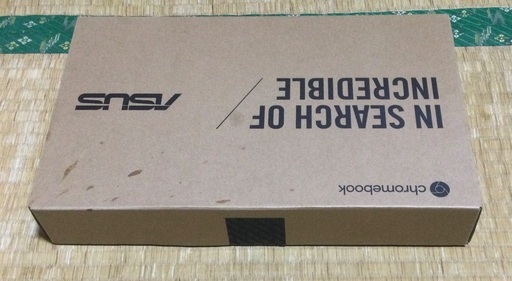 chromebook
IN SEARCH OF
INCREDIBLE
ASUS